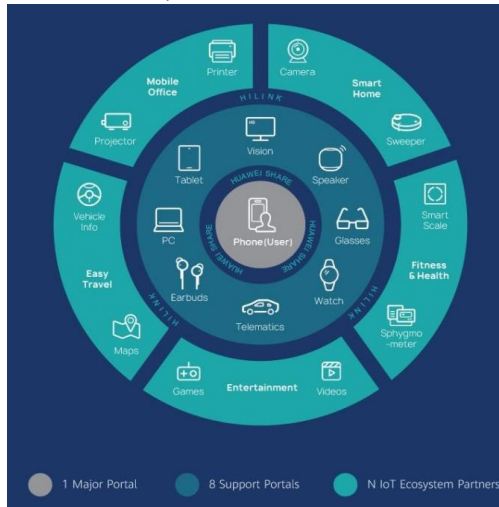 Printer
Mobile
Office
Projector
Camera
Smart
Home
Sweeper
HILINK
HD
Vision
Tablet
Speaker
HUAWEI SHARE
Phone(User)
HUAWEI SHARE
HUAWEI SHARE
PC
Glasses
Earbuds
Watch
Telematics
Vehicle
Info
Easy
Travel
Maps
HILINK
Smart
Scale
Fitness
& Health
Sphygmo
-meter
HILINK
Games
Entertainment
Videos
1 Major Portal
8 Support Portals
N IoT Ecosystem Partners